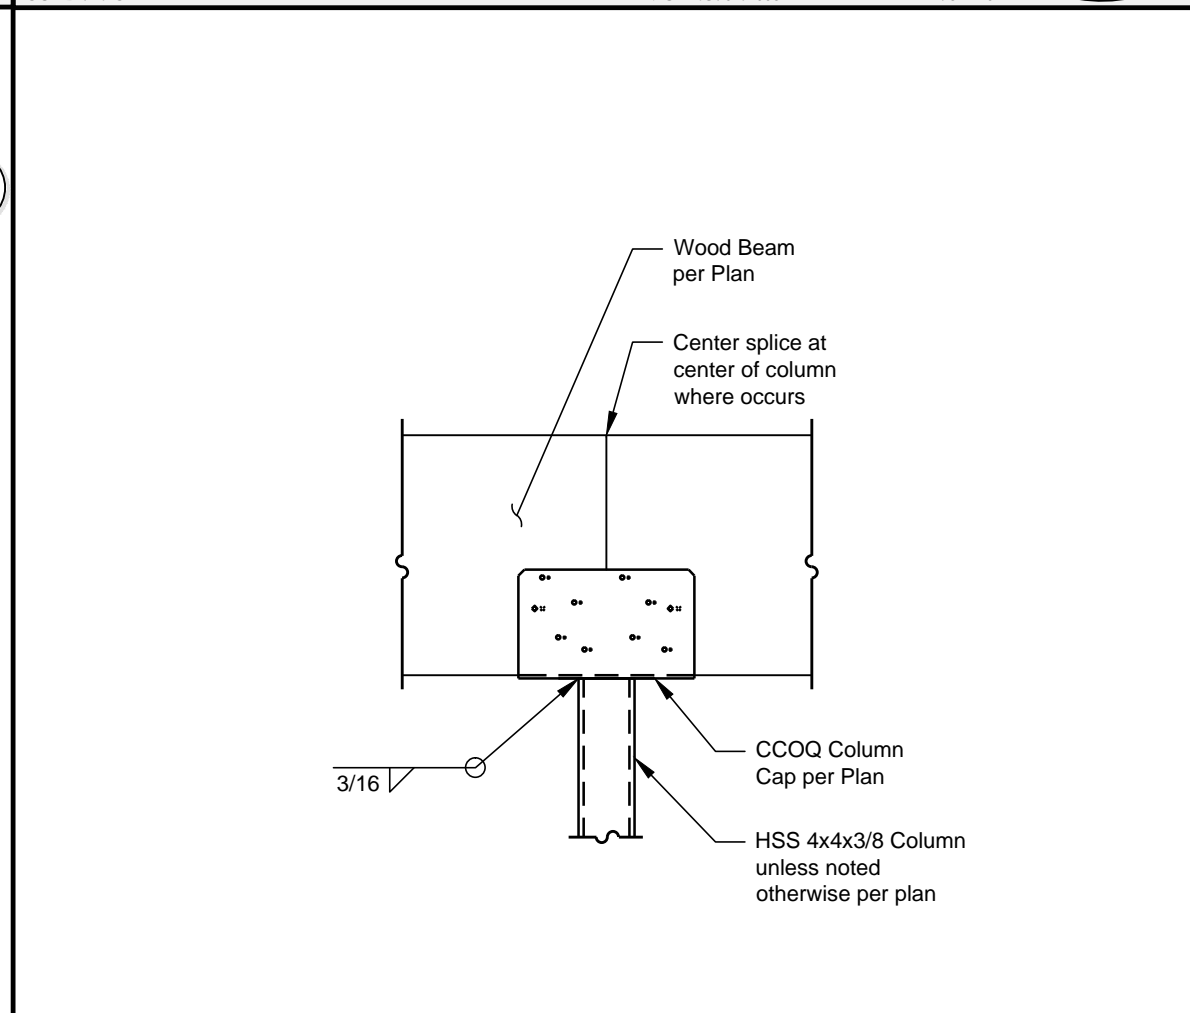 Wood Beam
per Plan
Center splice at
center of column
where occurs
3/16
CCOQ Column
Cap per Plan
HSS 4x4x3/8 Column
unless noted
otherwise per plan